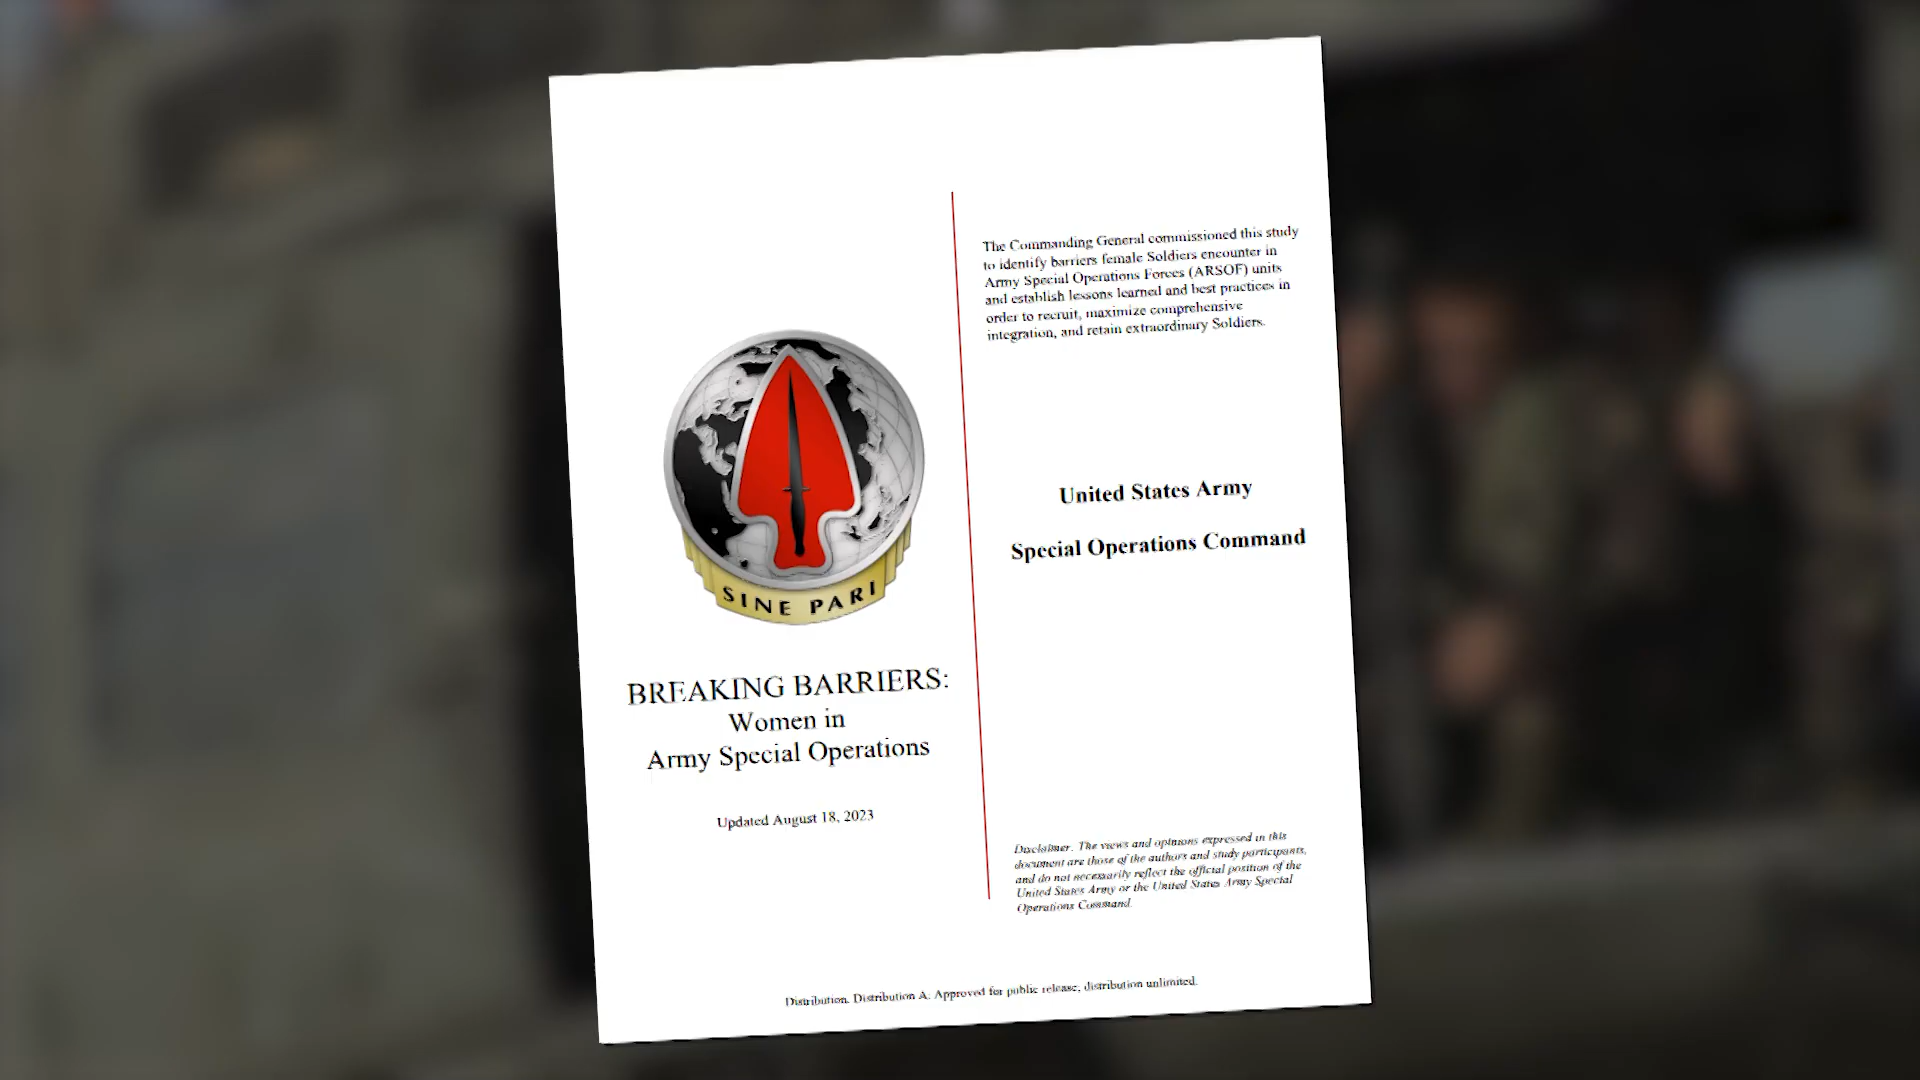 The Commanding General commissioned this study
to identify barriers female Soldiers encounter in
Army Special Operations Forces (ARSOF) units
and establish lessons learned and best practices in
order to recruit, maximize comprehensive
integration, and retain extraordinary Soldiers.
United States Army
Special Operations Command
SINE PARI
BREAKING BARRIERS:
Women in
Army Special Operations
Updated August 18, 2023
Disclaimer. The views and opinions expressed in this
document are those of the authors and study participants,
and do not necessarily reflect the official position of the
United States Army or the United States Army Special
Operations Command.
Distribution. Distribution A. Approved for public release; distribution unlimited.